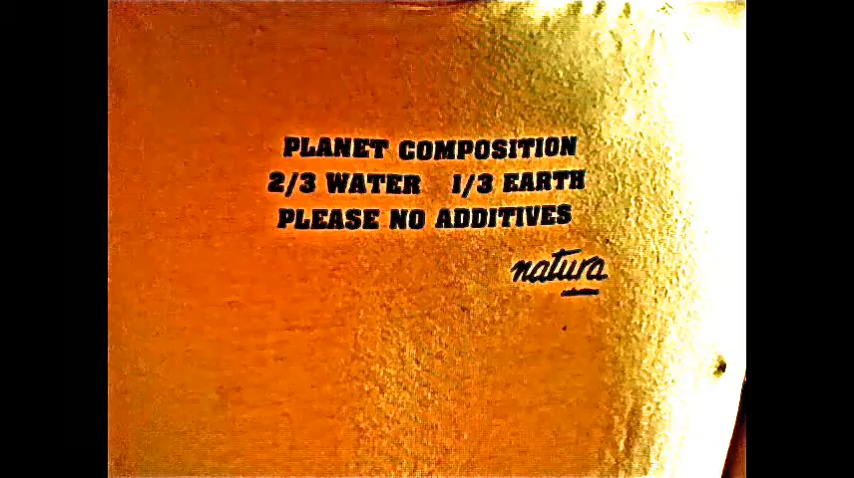 PLANET COMPOSITION
2/3 WATER 1/3 EARTH
PLEASE NO ADDITIVES
natura